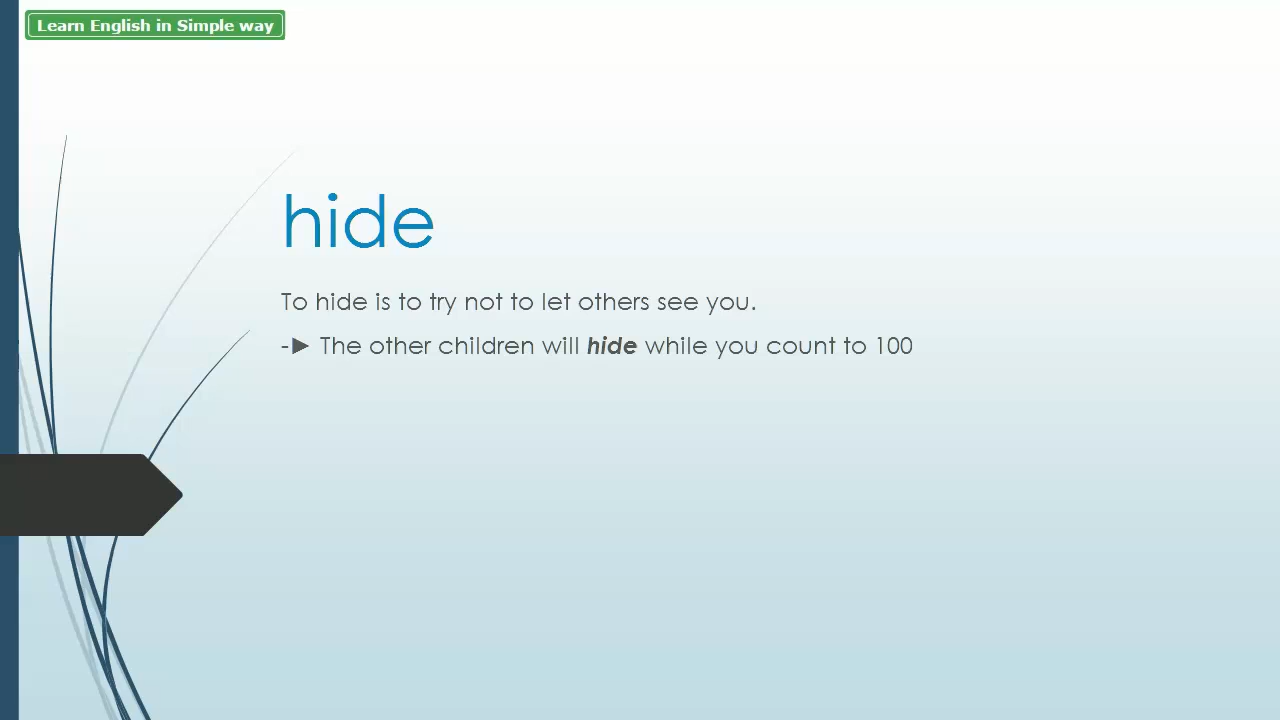 Learn English in Simple way
hide
To hide is to try not to let others see you.
-► The other children will hide while you count to 100